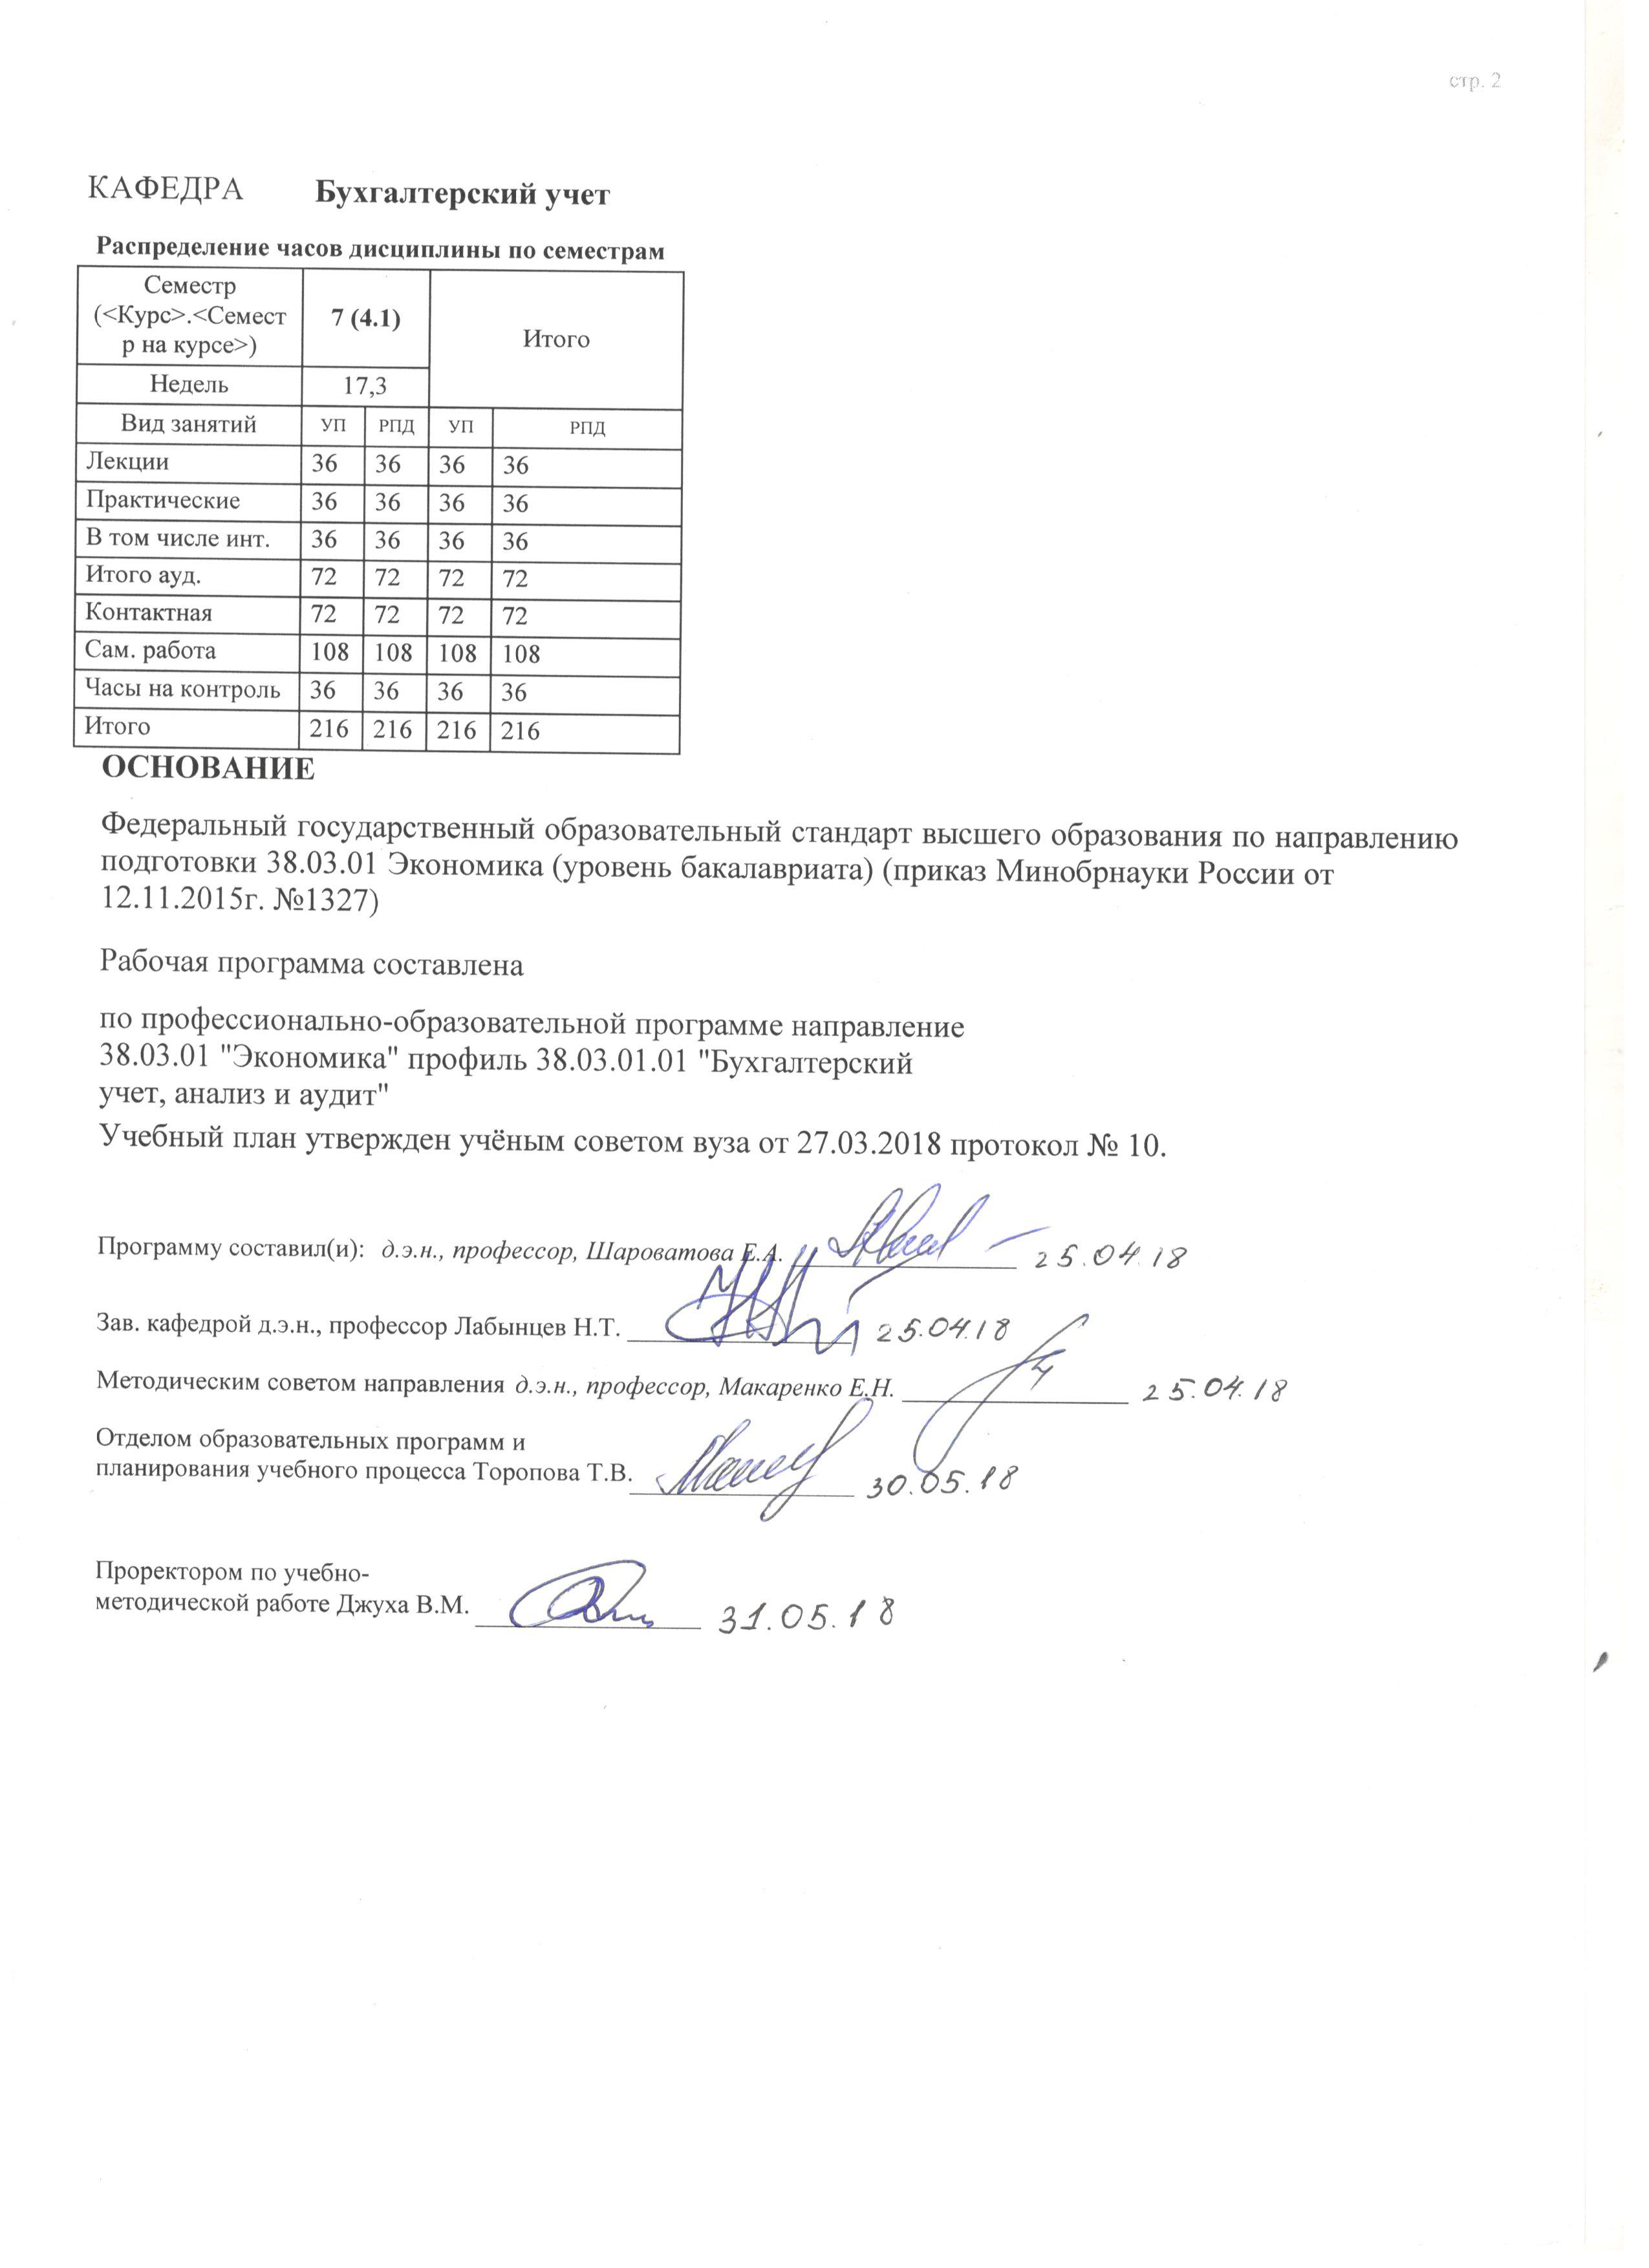 стр. 2
КАФЕДРА Бухгалтерский учет
Распределение часов дисциплины по семестрам
Семестр
(<Курс>.<Семест
р на курсе>)
7 (4.1)
Итого
Недель 17,3
Вид занятий УП РПД УП РПД
Лекции 36 36 36 36
Практические 36 36 36 36
В том числе инт. 36 36 36 36
Итого ауд. 72 72 72 72
Контактная 72 72 72 72
Сам. работа 108 108 108 108
Часы на контроль 36 36 36 36
Итого 216 216 216 216
ОСНОВАНИЕ
Федеральный государственный образовательный стандарт высшего образования по направлению
подготовки 38.03.01 Экономика (уровень бакалавриата) (приказ Минобрнауки России от
12.11.2015г. №1327)
Рабочая программа составлена
по профессионально-образовательной программе направление
38.03.01 "Экономика" профиль 38.03.01.01 "Бухгалтерский
учет, анализ и аудит"
Учебный план утвержден учёным советом вуза от 27.03.2018 протокол № 10.
Программу составил(и): д.э.н., профессор, Шароватова Е.А. 25.04.18
Зав. кафедрой д.э.н., профессор Лабынцев Н.Т. 25.04.18
Методическим советом направления д.э.н., профессор, Макаренко Е.Н. 25.04.18
Отделом образовательных программ и
планирования учебного процесса Торопова Т.В. 30.05.18
Проректором по учебно-
методической работе Джуха В.М. 31.05.18